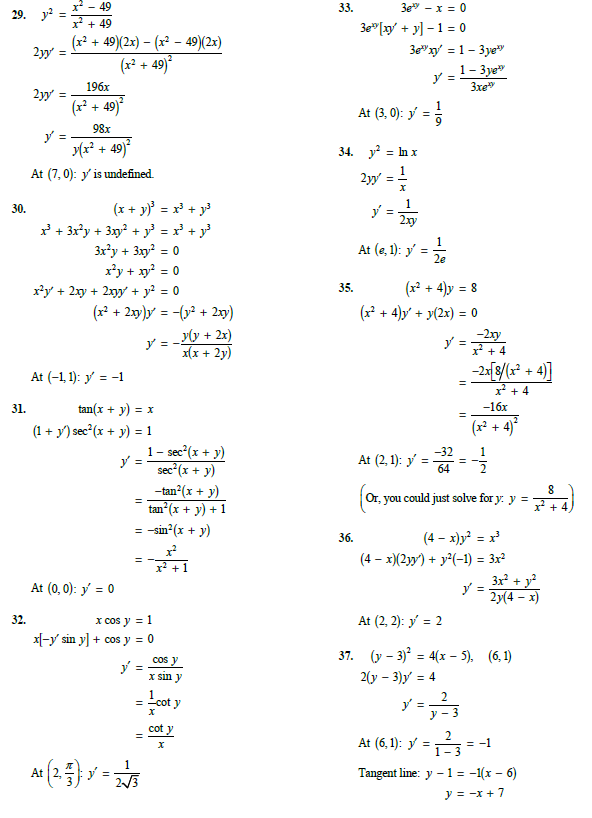 29. y² = (x² − 49)/(x² + 49)
2yy′ = [(x² + 49)(2x) − (x² − 49)(2x)]/(x² + 49)²
2yy′ = 196x/(x² + 49)²
y′ = 98x/[y(x² + 49)²]
At (7, 0): y′ is undefined.
30. (x + y)³ = x³ + y³
x³ + 3x²y + 3xy² + y³ = x³ + y³
3x²y + 3xy² = 0
x²y + xy² = 0
x²y′ + 2xy + 2xyy′ + y² = 0
(x² + 2xy)y′ = −(y² + 2xy)
y′ = −y(y + 2x)/x(x + 2y)
At (−1, 1): y′ = −1
31. tan(x + y) = x
(1 + y′) sec²(x + y) = 1
y′ = [1 − sec²(x + y)]/sec²(x + y)
= −tan²(x + y)/[tan²(x + y) + 1]
= −sin²(x + y)
= −x²/(x² + 1)
At (0, 0): y′ = 0
32. x cos y = 1
x[−y′ sin y] + cos y = 0
y′ = cos y/(x sin y)
= (1/x) cot y
= cot y/x
At (2, π/3): y′ = 1/(2√3)
33. 3e^(xy) − x = 0
3e^(xy)[xy′ + y] − 1 = 0
3e^(xy)xy′ = 1 − 3ye^(xy)
y′ = (1 − 3ye^(xy))/(3xe^(xy))
At (3, 0): y′ = 1/9
34. y² = ln x
2yy′ = 1/x
y′ = 1/(2xy)
At (e, 1): y′ = 1/(2e)
35. (x² + 4)y = 8
(x² + 4)y′ + y(2x) = 0
y′ = −2xy/(x² + 4)
= −2x[8/(x² + 4)]/(x² + 4)
= −16x/(x² + 4)²
At (2, 1): y′ = −32/64 = −1/2
(Or, you could just solve for y: y = 8/(x² + 4))
36. (4 − x)y² = x³
(4 − x)(2yy′) + y²(−1) = 3x²
y′ = (3x² + y²)/[2y(4 − x)]
At (2, 2): y′ = 2
37. (y − 3)² = 4(x − 5), (6, 1)
2(y − 3)y′ = 4
y′ = 2/(y − 3)
At (6, 1): y′ = 2/(1 − 3) = −1
Tangent line: y − 1 = −1(x − 6)
y = −x + 7